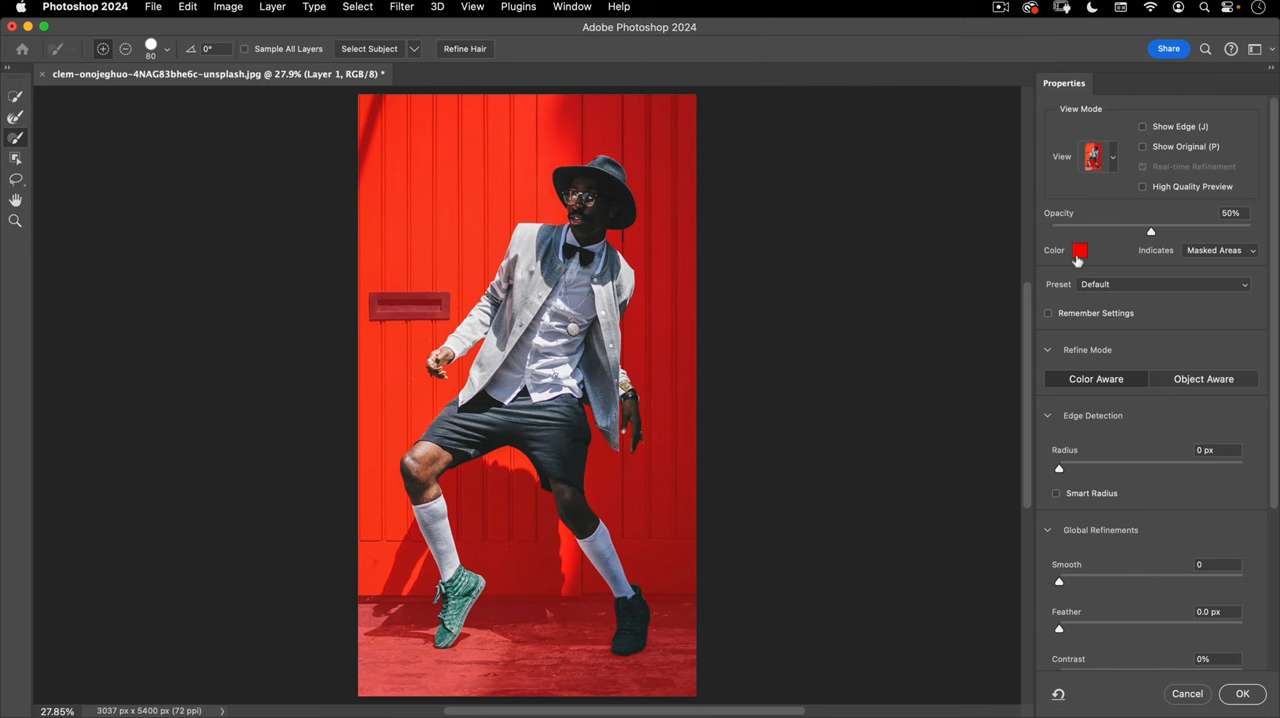 Photoshop 2024 File Edit Image Layer Type Select Filter 3D View Plugins Window Help
Adobe Photoshop 2024
80 0° Sample All Layers Select Subject Refine Hair Share
clem-onojeghuo-4NAG83bhe6c-unsplash.jpg @ 27.9% (Layer 1, RGB/8) *
Properties
View Mode
Show Edge (J)
Show Original (P)
View
Real-time Refinement
High Quality Preview
Opacity 50%
Color Indicates Masked Areas
Preset Default
Remember Settings
Refine Mode
Color Aware Object Aware
Edge Detection
Radius 0 px
Smart Radius
Global Refinements
Smooth 0
Feather 0.0 px
Contrast 0%
Cancel OK
27.85% 3037 px x 5400 px (72 ppi)